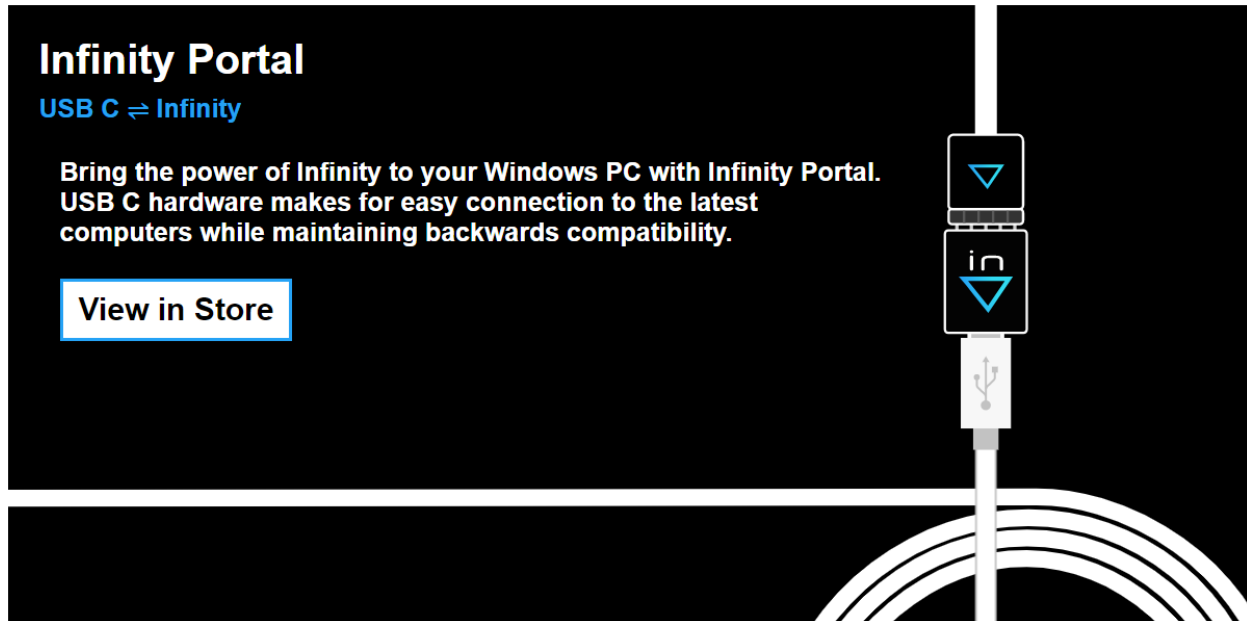 Infinity Portal
USB C ⇌ Infinity
Bring the power of Infinity to your Windows PC with Infinity Portal.
USB C hardware makes for easy connection to the latest
computers while maintaining backwards compatibility.
View in Store
in